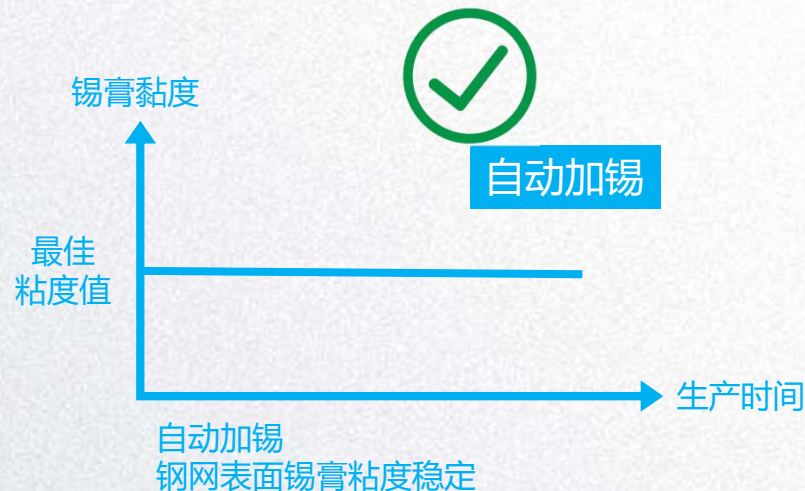 锡膏黏度
自动加锡
最佳
粘度值
生产时间
自动加锡
钢网表面锡膏粘度稳定